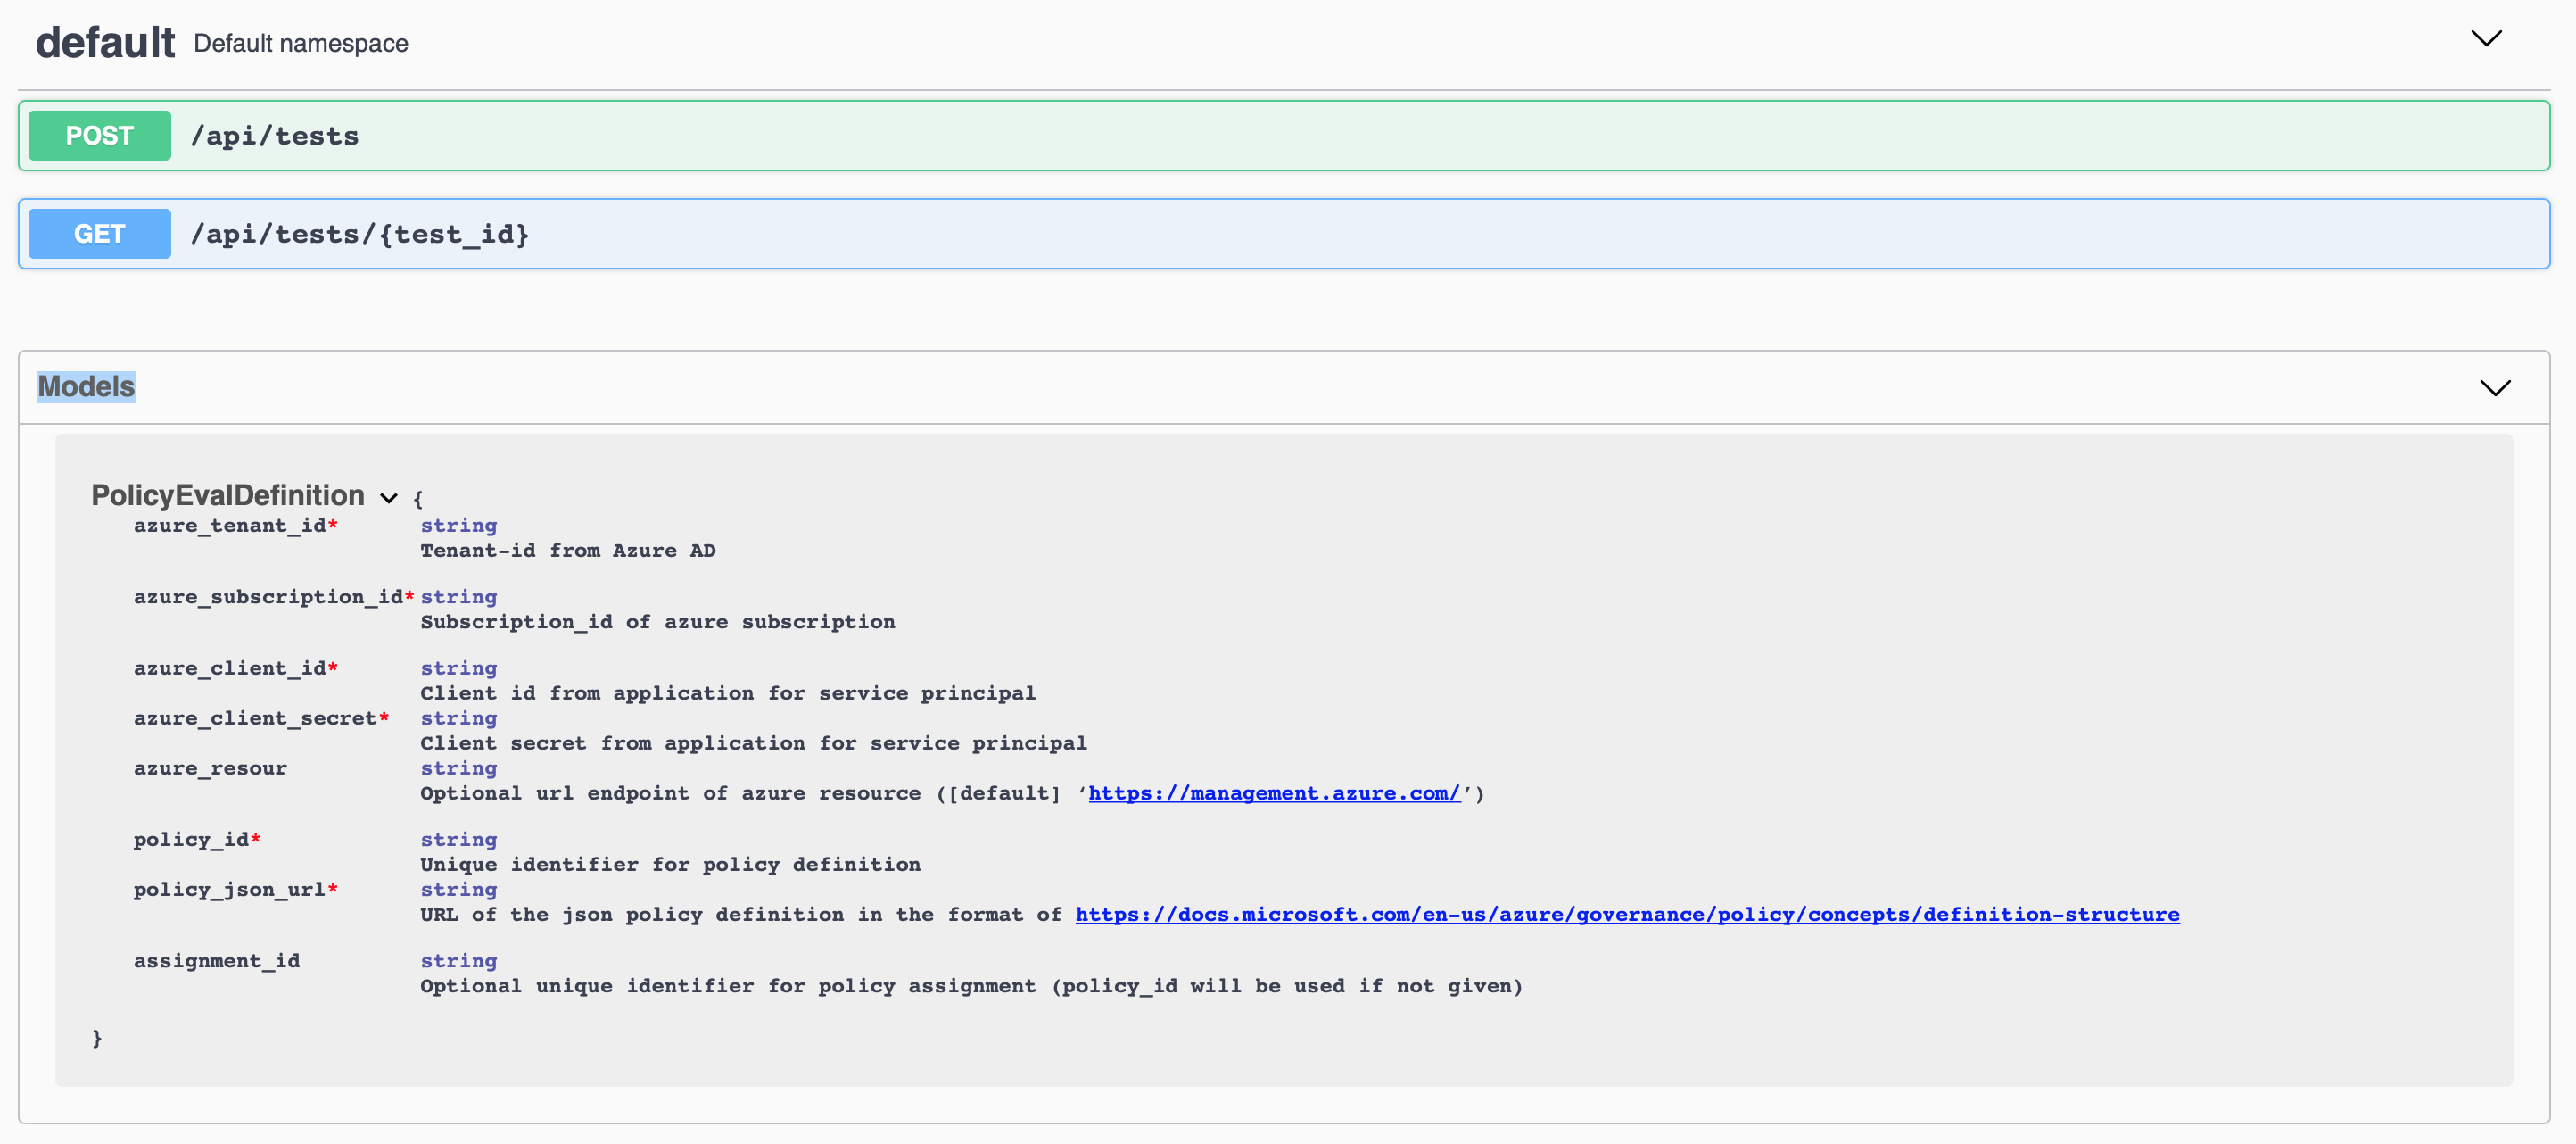 default Default namespace
POST /api/tests
GET /api/tests/{test_id}
Models
PolicyEvalDefinition {
azure_tenant_id* string
Tenant-id from Azure AD
azure_subscription_id* string
Subscription_id of azure subscription
azure_client_id* string
Client id from application for service principal
azure_client_secret* string
Client secret from application for service principal
azure_resour string
Optional url endpoint of azure resource ([default] ‘https://management.azure.com/’)
policy_id* string
Unique identifier for policy definition
policy_json_url* string
URL of the json policy definition in the format of https://docs.microsoft.com/en-us/azure/governance/policy/concepts/definition-structure
assignment_id string
Optional unique identifier for policy assignment (policy_id will be used if not given)
}